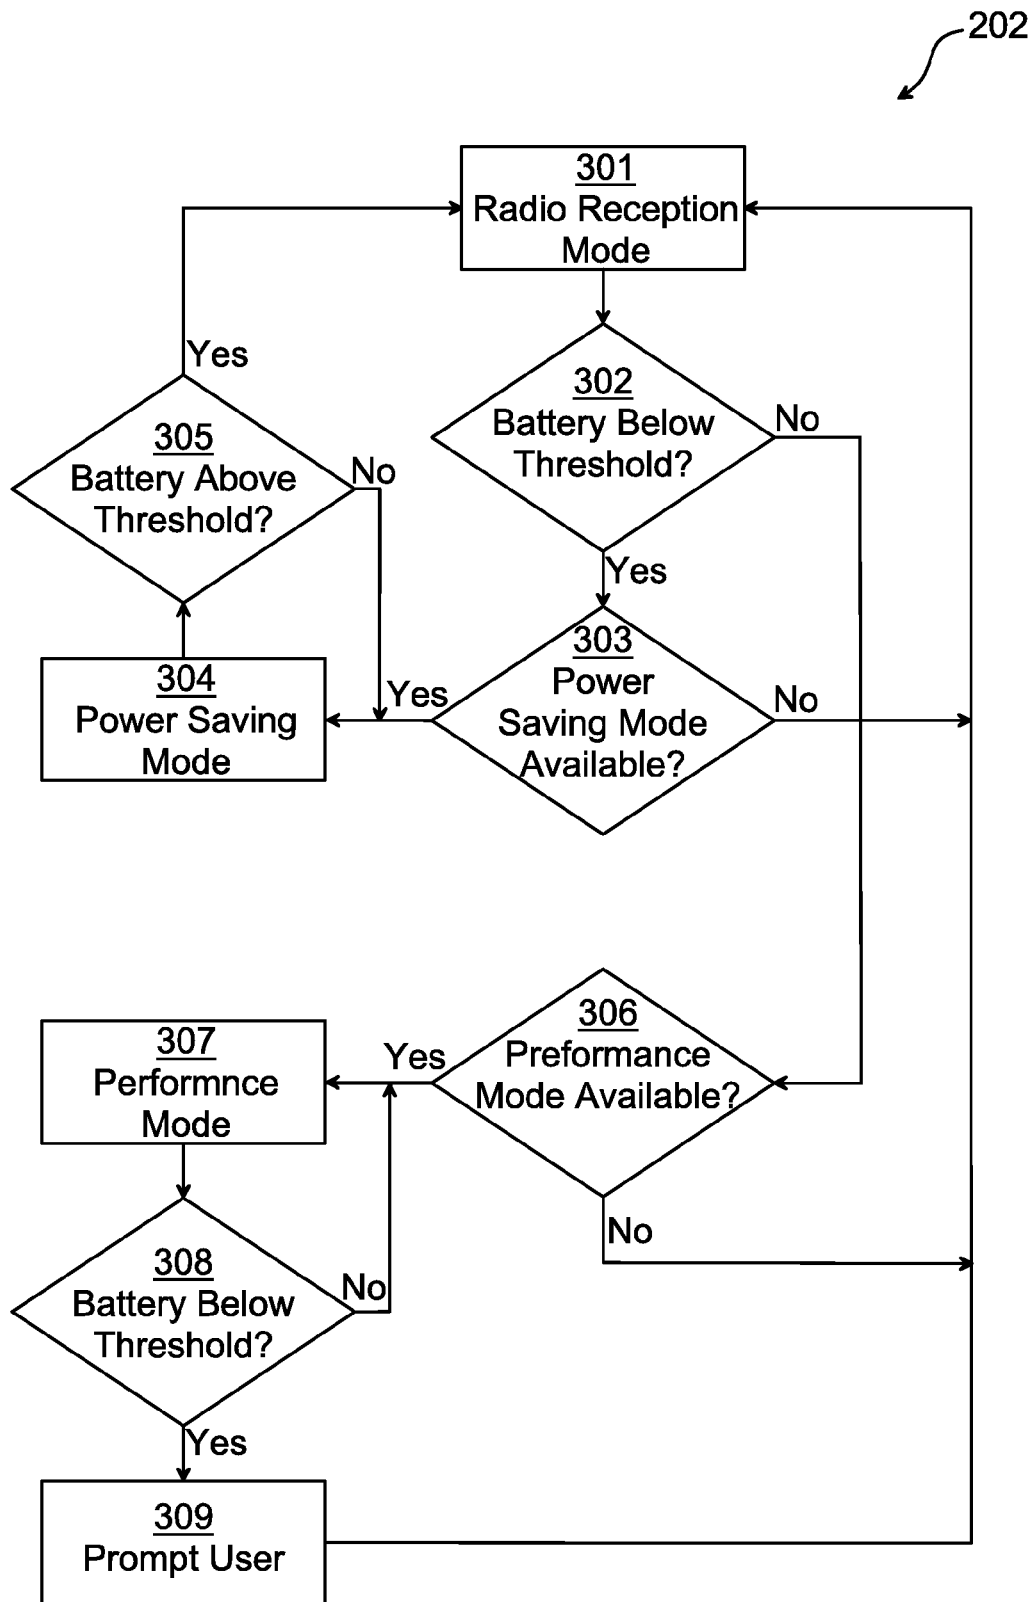 202
301
Radio Reception
Mode
302
Battery Below
Threshold?
No
Yes
305
Battery Above
Threshold?
Yes
No
303
Power
Saving Mode
Available?
Yes
No
304
Power Saving
Mode
306
Preformance
Mode Available?
Yes
No
307
Performnce
Mode
308
Battery Below
Threshold?
No
Yes
309
Prompt User